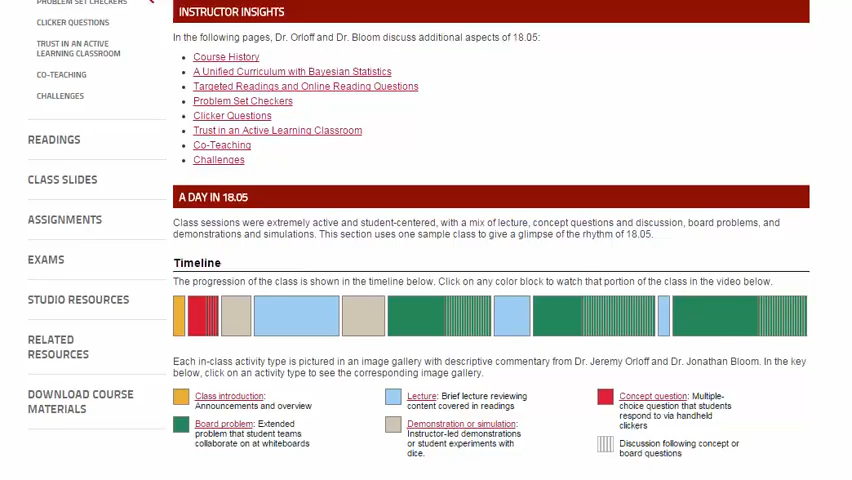 PROBLEM SET CHECKERS
CLICKER QUESTIONS
TRUST IN AN ACTIVE
LEARNING CLASSROOM
CO-TEACHING
CHALLENGES
READINGS
CLASS SLIDES
ASSIGNMENTS
EXAMS
STUDIO RESOURCES
RELATED
RESOURCES
DOWNLOAD COURSE
MATERIALS
INSTRUCTOR INSIGHTS
In the following pages, Dr. Orloff and Dr. Bloom discuss additional aspects of 18.05:
Course History
A Unified Curriculum with Bayesian Statistics
Targeted Readings and Online Reading Questions
Problem Set Checkers
Clicker Questions
Trust in an Active Learning Classroom
Co-Teaching
Challenges
A DAY IN 18.05
Class sessions were extremely active and student-centered, with a mix of lecture, concept questions and discussion, board problems, and
demonstrations and simulations. This section uses one sample class to give a glimpse of the rhythm of 18.05.
Timeline
The progression of the class is shown in the timeline below. Click on any color block to watch that portion of the class in the video below.
Each in-class activity type is pictured in an image gallery with descriptive commentary from Dr. Jeremy Orloff and Dr. Jonathan Bloom. In the key
below, click on an activity type to see the corresponding image gallery.
Class introduction:
Announcements and overview
Board problem: Extended
problem that student teams
collaborate on at whiteboards
Lecture: Brief lecture reviewing
content covered in readings
Demonstration or simulation:
Instructor-led demonstrations
or student experiments with
dice.
Concept question: Multiple-
choice question that students
respond to via handheld
clickers
Discussion following concept or
board questions